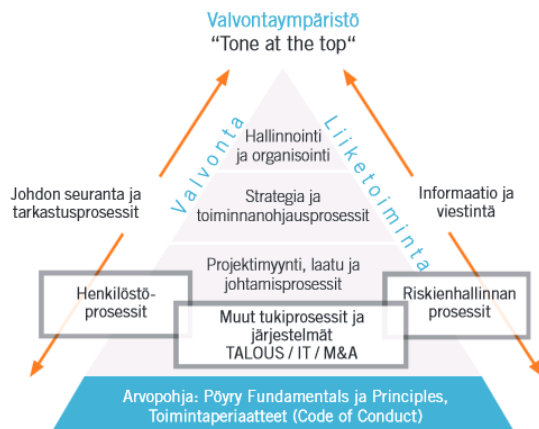 Valvontaympäristö
“Tone at the top“
Valvonta
Liiketoiminta
Hallinnointi
ja organisointi
Johdon seuranta ja
tarkastusprosessit
Strategia ja
toiminnanohjausprosessit
Informaatio ja
viestintä
Projektimyynti, laatu ja
johtamisprosessit
Henkilöstö-
prosessit
Riskienhallinnan
prosessit
Muut tukiprosessit ja
järjestelmät
TALOUS / IT / M&A
Arvopohja: Pöyry Fundamentals ja Principles,
Toimintaperiaatteet (Code of Conduct)